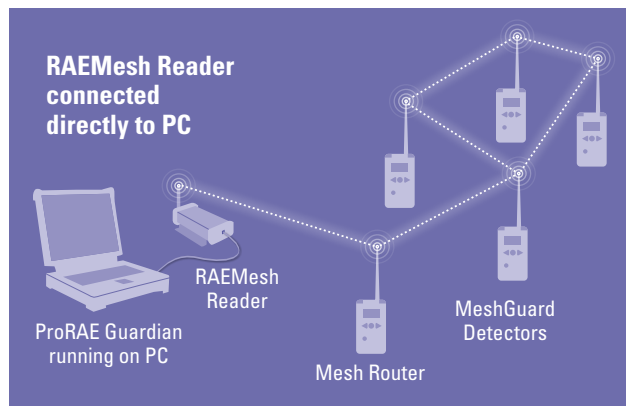 RAEMesh Reader
connected
directly to PC
RAEMesh
Reader
ProRAE Guardian
running on PC
Mesh Router
MeshGuard
Detectors